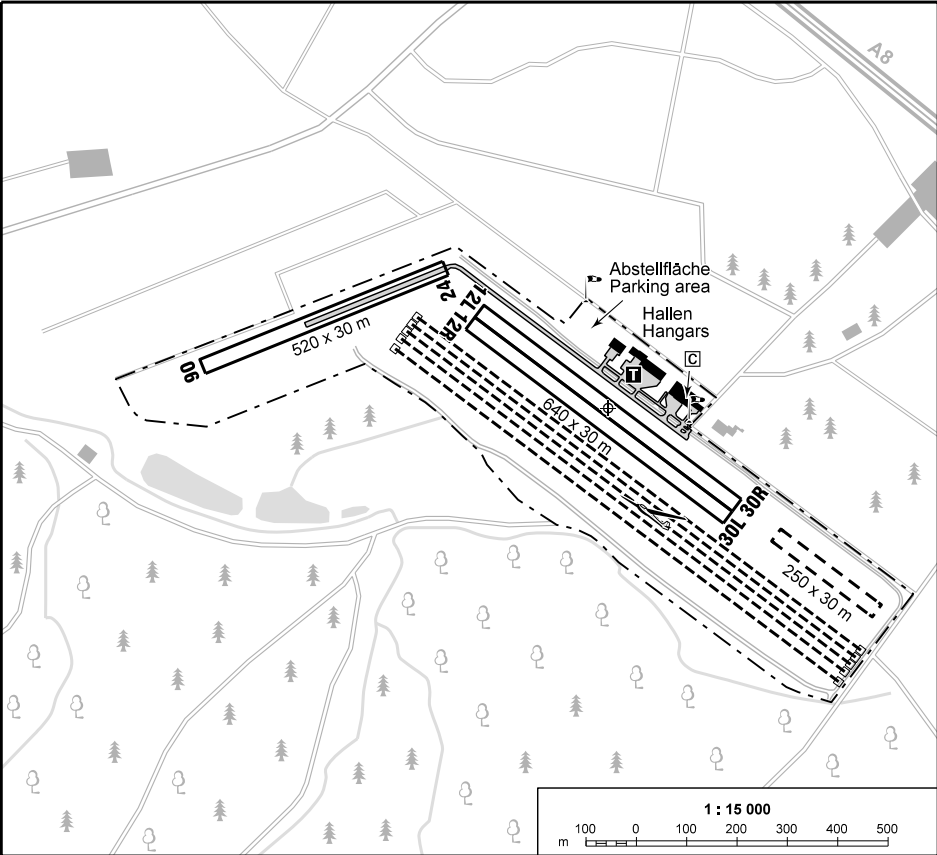 A8
Abstellfläche
Parking area
Hallen
Hangars
C
T
24
12L 12R
520 x 30 m
06
640 x 30 m
30L 30R
250 x 30 m
1 : 15 000
m 100 0 100 200 300 400 500